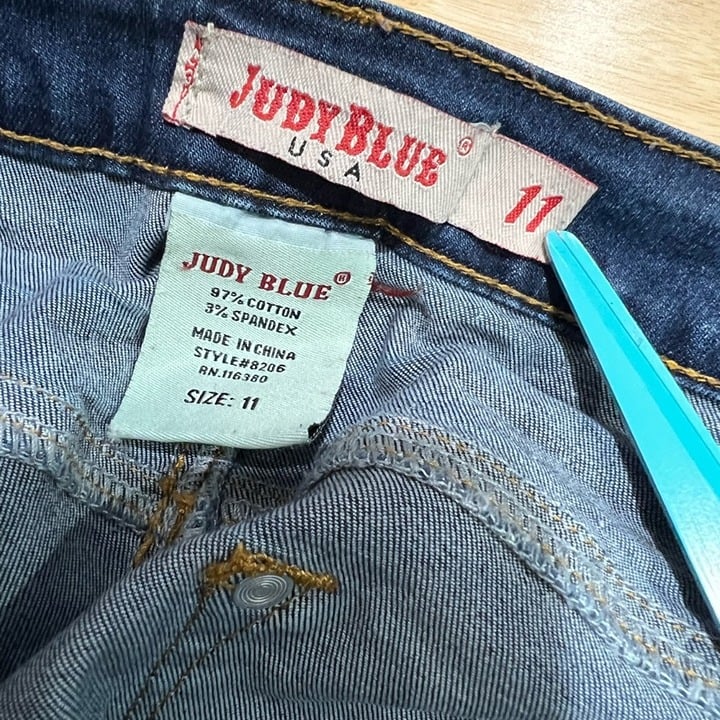 JUDY BLUE ®
USA
11
JUDY BLUE ®
97% COTTON
3% SPANDEX
MADE IN CHINA
STYLE#8206
RN.116380
SIZE: 11